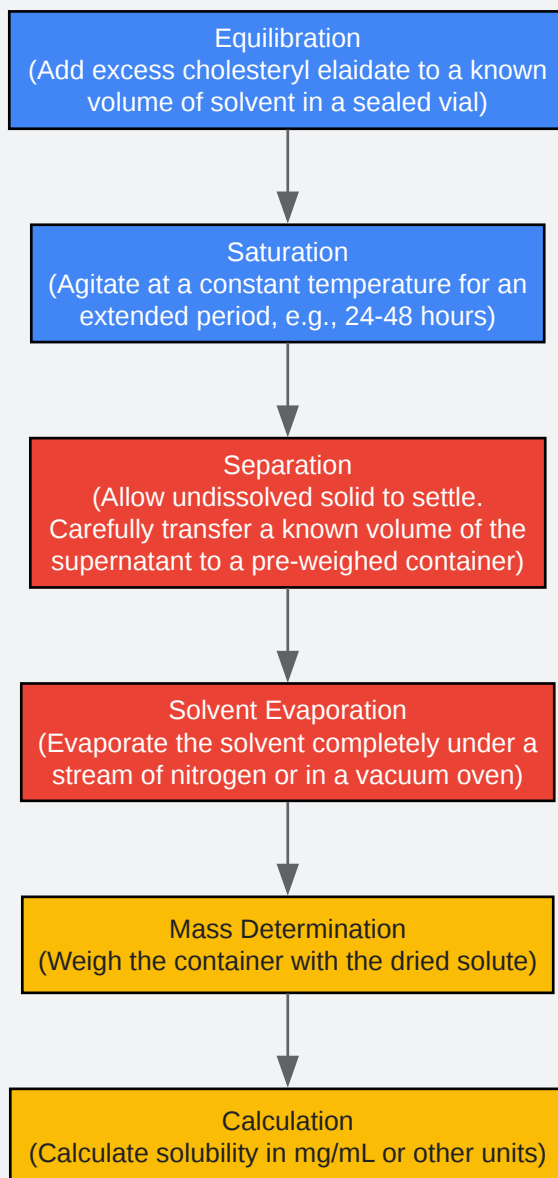 Equilibration
(Add excess cholesteryl elaidate to a known
volume of solvent in a sealed vial)
Saturation
(Agitate at a constant temperature for an
extended period, e.g., 24-48 hours)
Separation
(Allow undissolved solid to settle.
Carefully transfer a known volume of the
supernatant to a pre-weighed container)
Solvent Evaporation
(Evaporate the solvent completely under a
stream of nitrogen or in a vacuum oven)
Mass Determination
(Weigh the container with the dried solute)
Calculation
(Calculate solubility in mg/mL or other units)